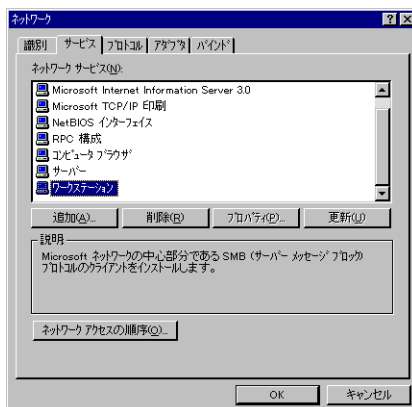 ネットワーク
識別 サービス プロトコル アダプタ バインド
ネットワーク サービス(N):
Microsoft Internet Information Server 3.0
Microsoft TCP/IP 印刷
NetBIOS インターフェイス
RPC 構成
コンピュータ ブラウザ
サーバー
ワークステーション
追加(A)... 削除(R) プロパティ(P)... 更新(U)
説明
Microsoft ネットワークの中心部分である SMB (サーバー メッセージ ブロック)
プロトコルのクライアントをインストールします。
ネットワーク アクセスの順序(O)...
OK キャンセル